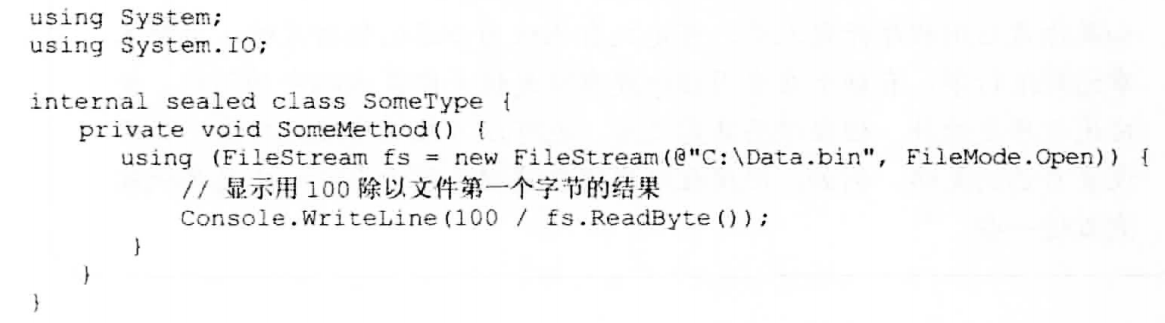 using System;
using System.IO;
internal sealed class SomeType {
private void SomeMethod() {
using (FileStream fs = new FileStream(@"C:\Data.bin", FileMode.Open)) {
// 显示用 100 除以文件第一个字节的结果
Console.WriteLine(100 / fs.ReadByte());
}
}
}